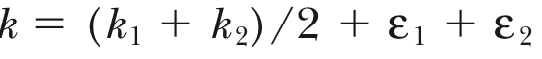 k = (k₁ + k₂)/2 + ε₁ + ε₂